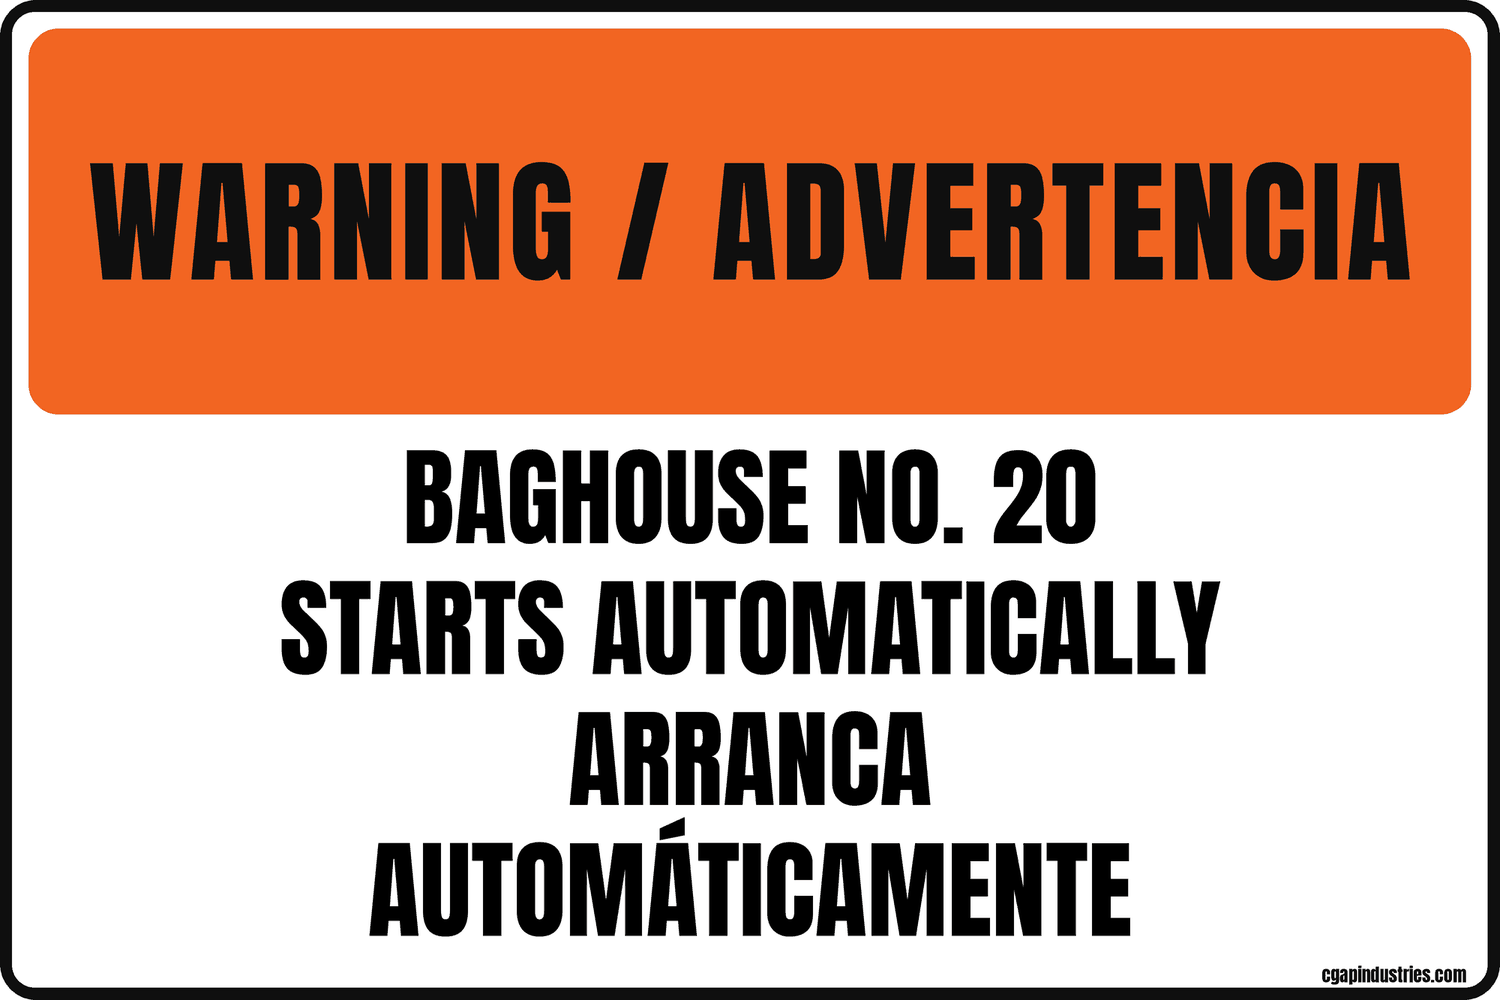 WARNING / ADVERTENCIA
BAGHOUSE NO. 20
STARTS AUTOMATICALLY
ARRANCA
AUTOMÁTICAMENTE
cgapindustries.com